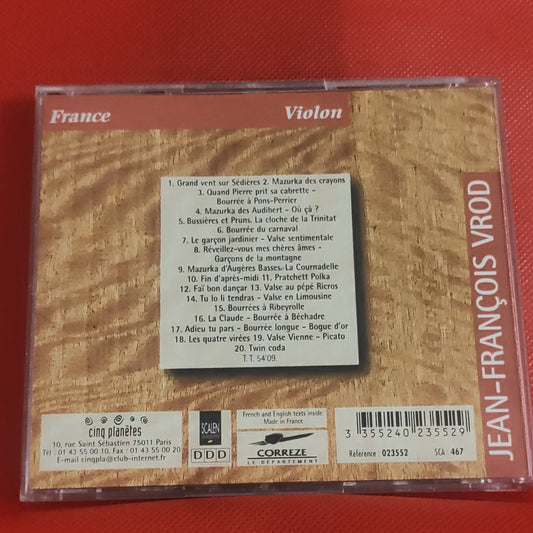 France
Violon
1. Grand vent sur Sédières 2. Mazurka des crayons
3. Quand Pierre prit sa cabrette -
Bourrée à Pons-Perrier
4. Mazurka des Audibert - Où çà ?
5. Bussières et Pruns. La cloche de la Trinitat
6. Bourrée du carnaval
7. Le garçon jardinier - Valse sentimentale
8. Réveillez-vous mes chères âmes -
Garçons de la montagne
9. Mazurka d'Augères Basses. La Cournadelle
10. Fin d'après-midi 11. Pratchett Polka
12. Faï bon dançar 13. Valse au pépé Ricros
14. Tu lo li tendras - Valse en Limousine
15. Bourrées à Ribeyrolle
16. La Claude - Bourrée à Béchadre
17. Adieu tu pars - Bourrée longue - Bogue d'or
18. Les quatre virées 19. Valse Vienne - Picato
20. Twin coda
T.T. 54'09.
JEAN-FRANÇOIS VROD
cinq planètes
10, rue Saint Sébastien 75011 Paris
Tél : 01 43 55 00 10. Fax : 01 43 55 00 20
E-mail cinqpla@club-internet.fr
SCALEN
DDD
French and English texts inside.
Made in France
CORREZE
LE DÉPARTEMENT
3 355240 235529
Référence : 023552
SCA 467